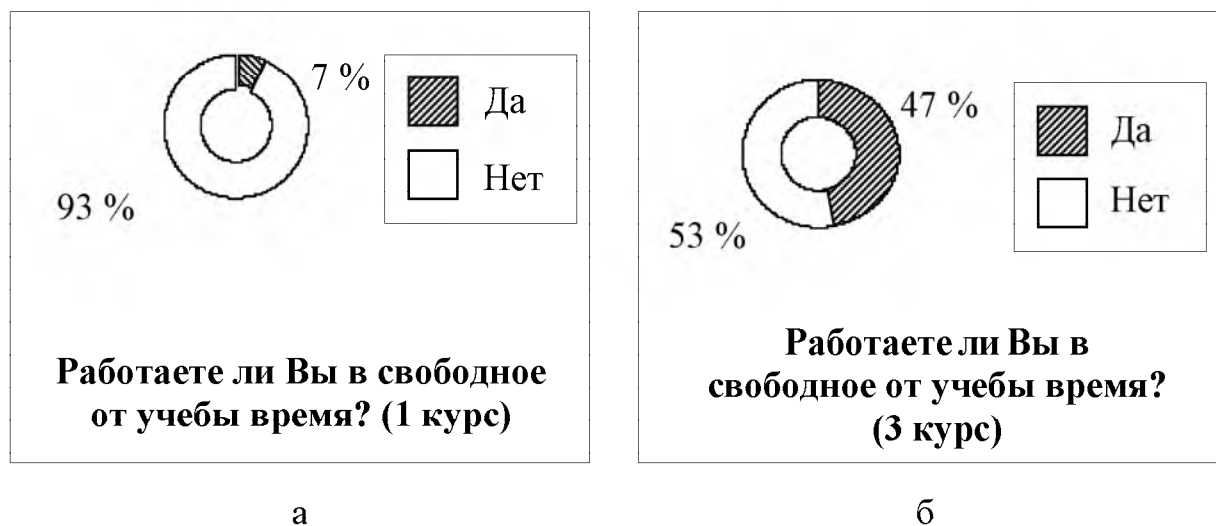 7 %
Да
Нет
93 %
Работаете ли Вы в свободное
от учебы время? (1 курс)
а
47 %
Да
Нет
53 %
Работаете ли Вы в
свободное от учебы время?
(3 курс)
б